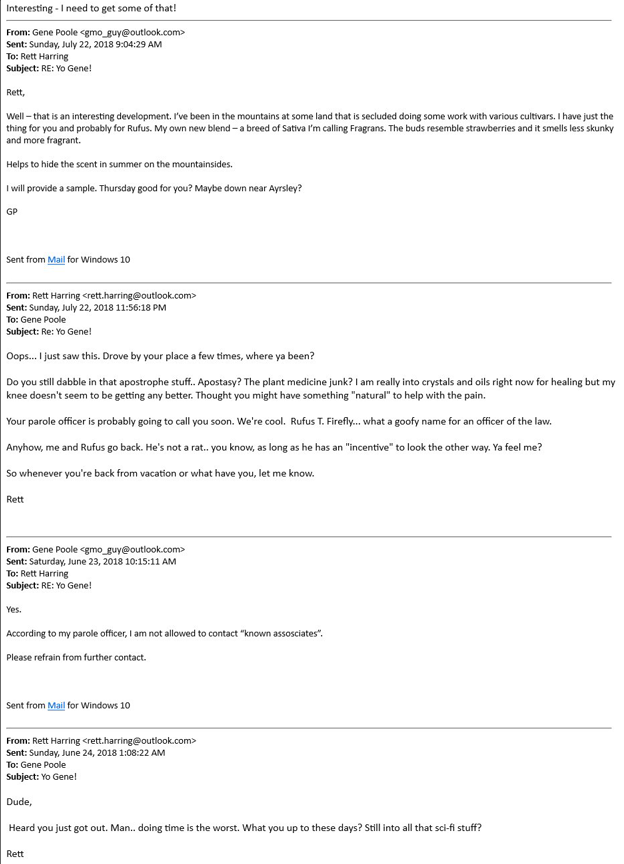 Interesting - I need to get some of that!
From: Gene Poole <gmo_guy@outlook.com>
Sent: Sunday, July 22, 2018 9:04:29 AM
To: Rett Harring
Subject: RE: Yo Gene!
Rett,
Well – that is an interesting development. I've been in the mountains at some land that is secluded doing some work with various cultivars. I have just the
thing for you and probably for Rufus. My own new blend – a breed of Sativa I'm calling Fragrans. The buds resemble strawberries and it smells less skunky
and more fragrant.
Helps to hide the scent in summer on the mountainsides.
I will provide a sample. Thursday good for you? Maybe down near Ayrsley?
GP
Sent from Mail for Windows 10
From: Rett Harring <rett.harring@outlook.com>
Sent: Sunday, July 22, 2018 11:56:18 PM
To: Gene Poole
Subject: Re: Yo Gene!
Oops... I just saw this. Drove by your place a few times, where ya been?
Do you still dabble in that apostrophe stuff.. Apostasy? The plant medicine junk? I am really into crystals and oils right now for healing but my
knee doesn't seem to be getting any better. Thought you might have something "natural" to help with the pain.
Your parole officer is probably going to call you soon. We're cool.  Rufus T. Firefly... what a goofy name for an officer of the law.
Anyhow, me and Rufus go back. He's not a rat.. you know, as long as he has an "incentive" to look the other way. Ya feel me?
So whenever you're back from vacation or what have you, let me know.
Rett
From: Gene Poole <gmo_guy@outlook.com>
Sent: Saturday, June 23, 2018 10:15:11 AM
To: Rett Harring
Subject: RE: Yo Gene!
Yes.
According to my parole officer, I am not allowed to contact “known assosciates”.
Please refrain from further contact.
Sent from Mail for Windows 10
From: Rett Harring <rett.harring@outlook.com>
Sent: Sunday, June 24, 2018 1:08:22 AM
To: Gene Poole
Subject: Yo Gene!
Dude,
Heard you just got out. Man.. doing time is the worst. What you up to these days? Still into all that sci-fi stuff?
Rett